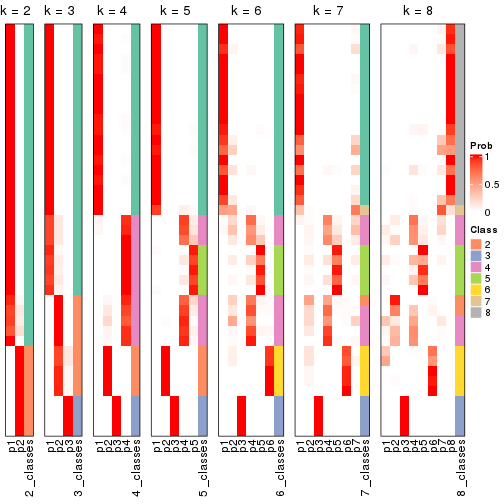 k = 2 k = 3 k = 4 k = 5 k = 6 k = 7 k = 8
Prob
1
0.5
0
Class
2
3
4
5
6
7
8
p1 p2 2_classes p1 p2 p3 3_classes p1 p2 p3 p4 4_classes p1 p2 p3 p4 p5 5_classes p1 p2 p3 p4 p5 p6 6_classes p1 p2 p3 p4 p5 p6 p7 7_classes p1 p2 p3 p4 p5 p6 p7 p8 8_classes